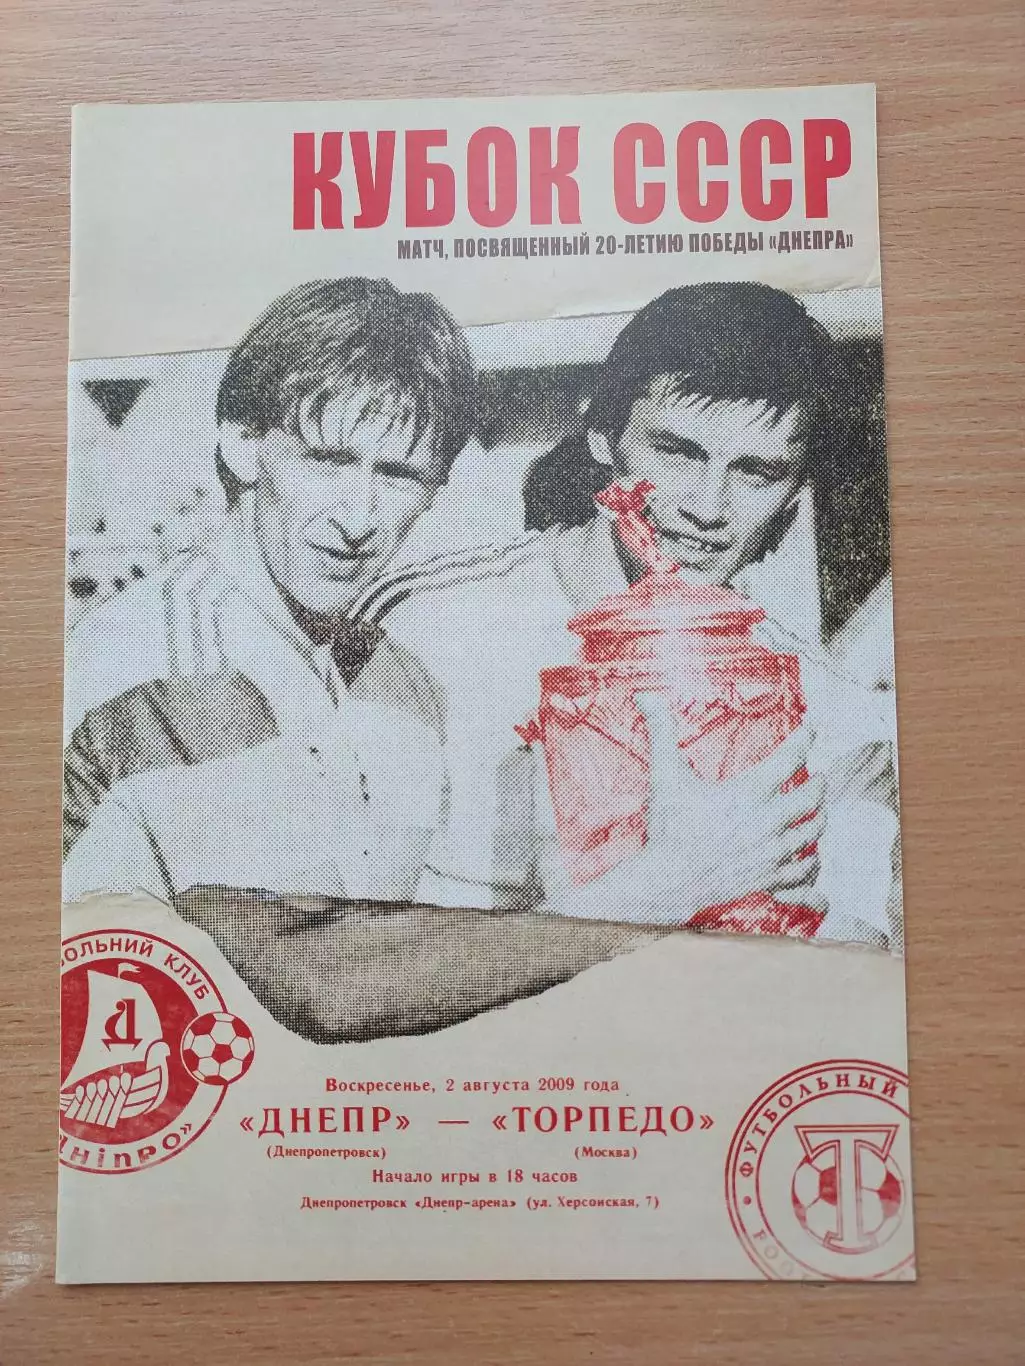 КУБОК СССР
МАТЧ, ПОСВЯЩЕННЫЙ 20-ЛЕТИЮ ПОБЕДЫ «ДНЕПРА»
БОЛЬНИЙ КЛУБ
Д
ДНІПРО»
Воскресенье, 2 августа 2009 года
«ДНЕПР» — «ТОРПЕДО»
(Днепропетровск) (Москва)
Начало игры в 18 часов
Днепропетровск «Днепр-арена» (ул. Херсонская, 7)
ФУТБОЛЬНЫЙ
Т